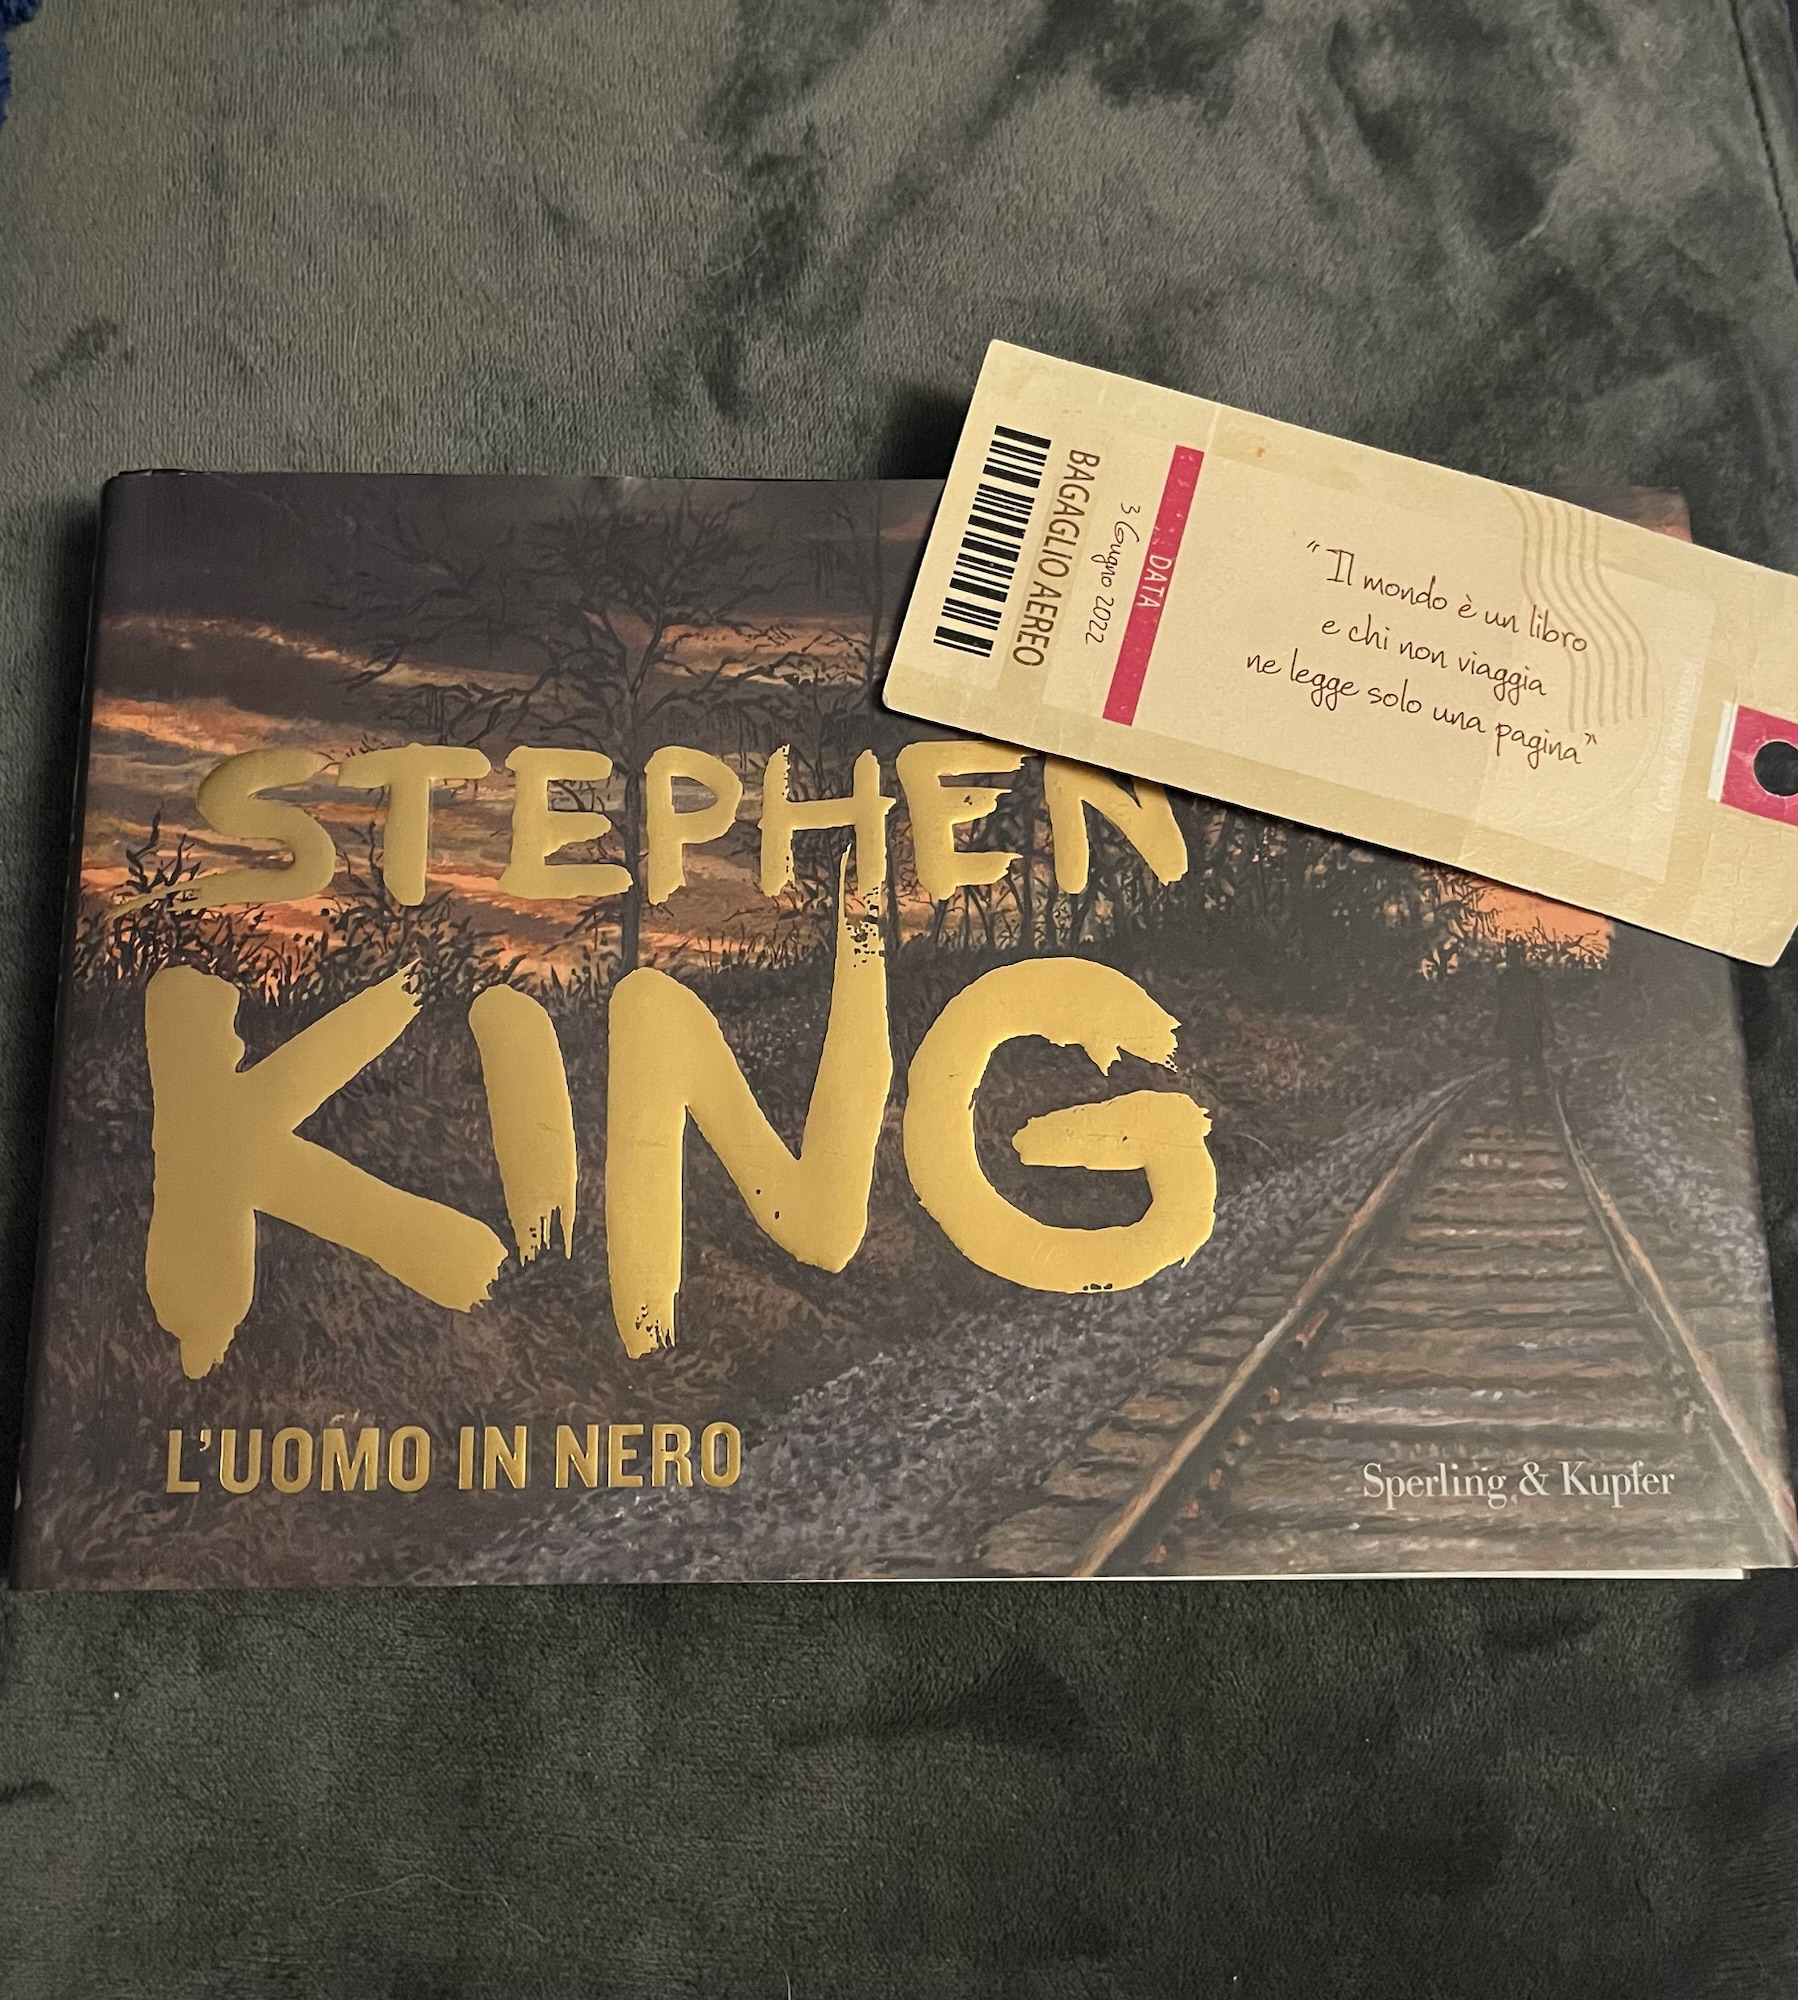 BAGAGLIO AEREO
3 Giugno 2022
DATA
“Il mondo è un libro
e chi non viaggia
ne legge solo una pagina”
STEPHEN
KING
L'UOMO IN NERO
Sperling & Kupfer